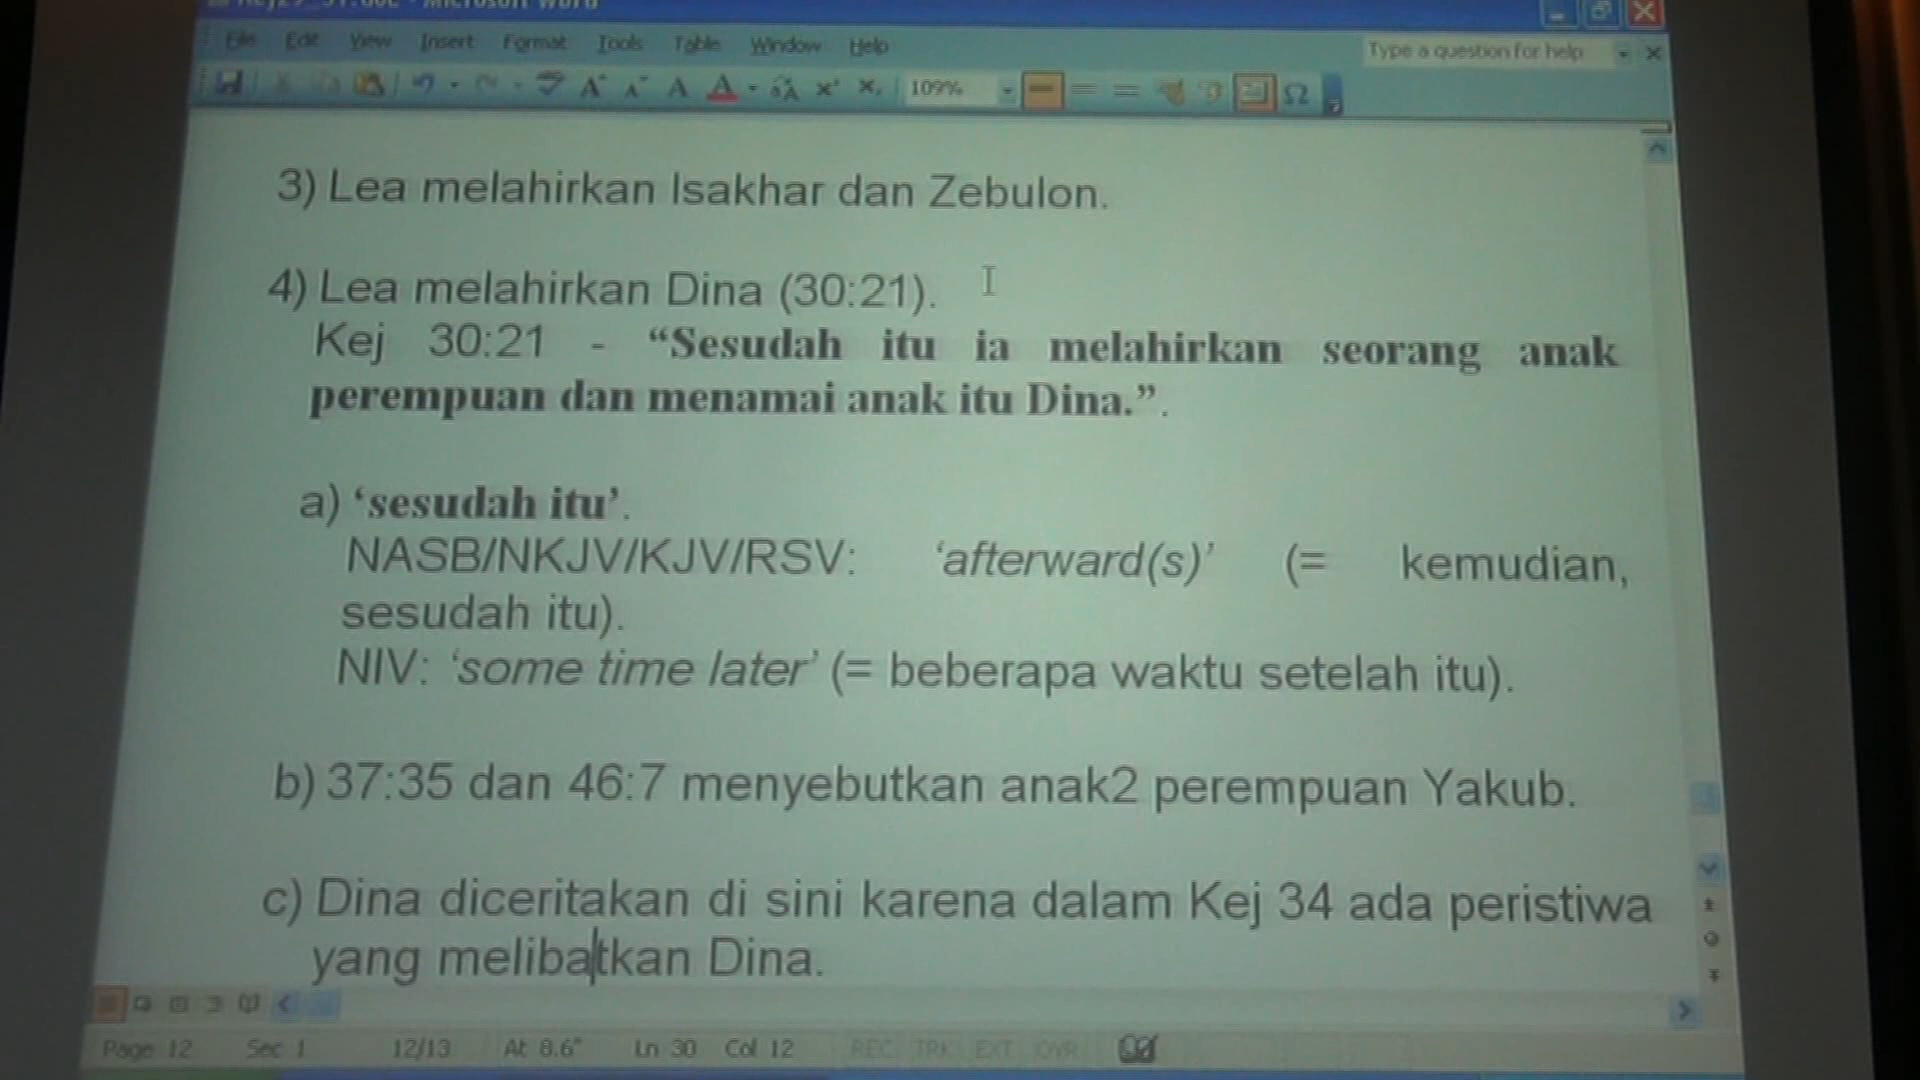 Microsoft Word
File Edit View Insert Format Tools Table Window Help
Type a question for help
109%
3) Lea melahirkan Isakhar dan Zebulon.
4) Lea melahirkan Dina (30:21).
Kej 30:21 - “Sesudah itu ia melahirkan seorang anak
perempuan dan menamai anak itu Dina.”.
a) ‘sesudah itu’.
NASB/NKJV/KJV/RSV: ‘afterward(s)’ (= kemudian,
sesudah itu).
NIV: ‘some time later’ (= beberapa waktu setelah itu).
b) 37:35 dan 46:7 menyebutkan anak2 perempuan Yakub.
c) Dina diceritakan di sini karena dalam Kej 34 ada peristiwa
yang melibatkan Dina.
Page 12 Sec 1 12/13 At 8.6" Ln 30 Col 12 REC TRK EXT OVR